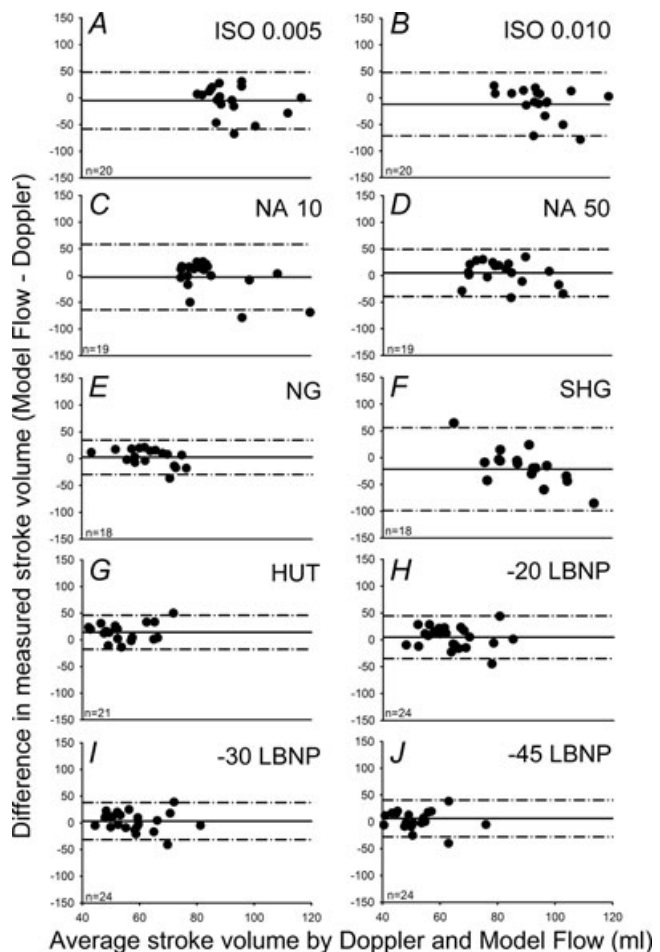 Difference in measured stroke volume (Model Flow - Doppler)
A
ISO 0.005
150
100
50
0
-50
-100
-150
n=20
B
ISO 0.010
150
100
50
0
-50
-100
-150
n=20
C
NA 10
150
100
50
0
-50
-100
-150
n=19
D
NA 50
150
100
50
0
-50
-100
-150
n=19
E
NG
150
100
50
0
-50
-100
-150
n=18
F
SHG
150
100
50
0
-50
-100
-150
n=18
G
HUT
150
100
50
0
-50
-100
-150
n=21
H
-20 LBNP
150
100
50
0
-50
-100
-150
n=24
I
-30 LBNP
150
100
50
0
-50
-100
-150
n=24
J
-45 LBNP
150
100
50
0
-50
-100
-150
n=24
40 60 80 100 120
40 60 80 100 120
Average stroke volume by Doppler and Model Flow (ml)